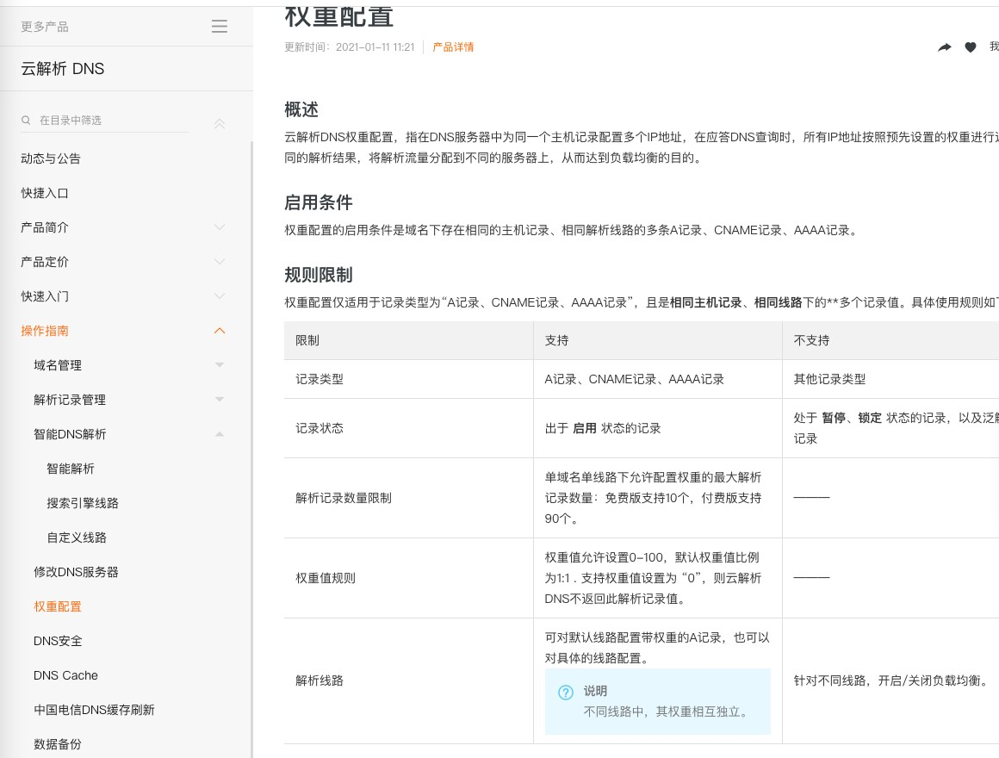 更多产品
云解析 DNS
在目录中筛选
动态与公告
快捷入口
产品简介
产品定价
快速入门
操作指南
域名管理
解析记录管理
智能DNS解析
智能解析
搜索引擎线路
自定义线路
修改DNS服务器
权重配置
DNS安全
DNS Cache
中国电信DNS缓存刷新
数据备份
权重配置
更新时间：2021-01-11 11:21 产品详情
我
概述
云解析DNS权重配置，指在DNS服务器中为同一个主机记录配置多个IP地址，在应答DNS查询时，所有IP地址按照预先设置的权重进行
同的解析结果，将解析流量分配到不同的服务器上，从而达到负载均衡的目的。
启用条件
权重配置的启用条件是域名下存在相同的主机记录、相同解析线路的多条A记录、CNAME记录、AAAA记录。
规则限制
权重配置仅适用于记录类型为“A记录、CNAME记录、AAAA记录”，且是相同主机记录、相同线路下的**多个记录值。具体使用规则如
限制 支持 不支持
记录类型 A记录、CNAME记录、AAAA记录 其他记录类型
记录状态 出于 启用 状态的记录 处于 暂停、锁定 状态的记录，以及泛
记录
解析记录数量限制
单域名单线路下允许配置权重的最大解析
记录数量：免费版支持10个，付费版支持
90个。
———
权重值规则
权重值允许设置0-100，默认权重值比例
为1:1 . 支持权重值设置为 “0”，则云解析
DNS不返回此解析记录值。
———
解析线路
可对默认线路配置带权重的A记录，也可以
对具体的线路配置。
说明
不同线路中，其权重相互独立。
针对不同线路，开启/关闭负载均衡。